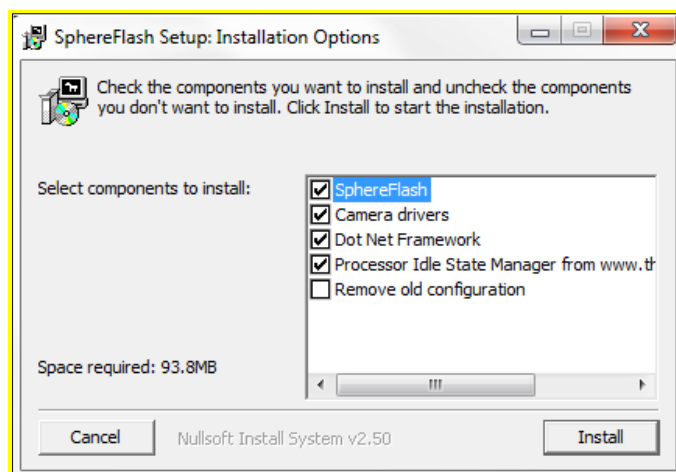 SphereFlash Setup: Installation Options
Check the components you want to install and uncheck the components
you don't want to install. Click Install to start the installation.
Select components to install:
SphereFlash
Camera drivers
Dot Net Framework
Processor Idle State Manager from www.th
Remove old configuration
Space required: 93.8MB
Cancel
Nullsoft Install System v2.50
Install